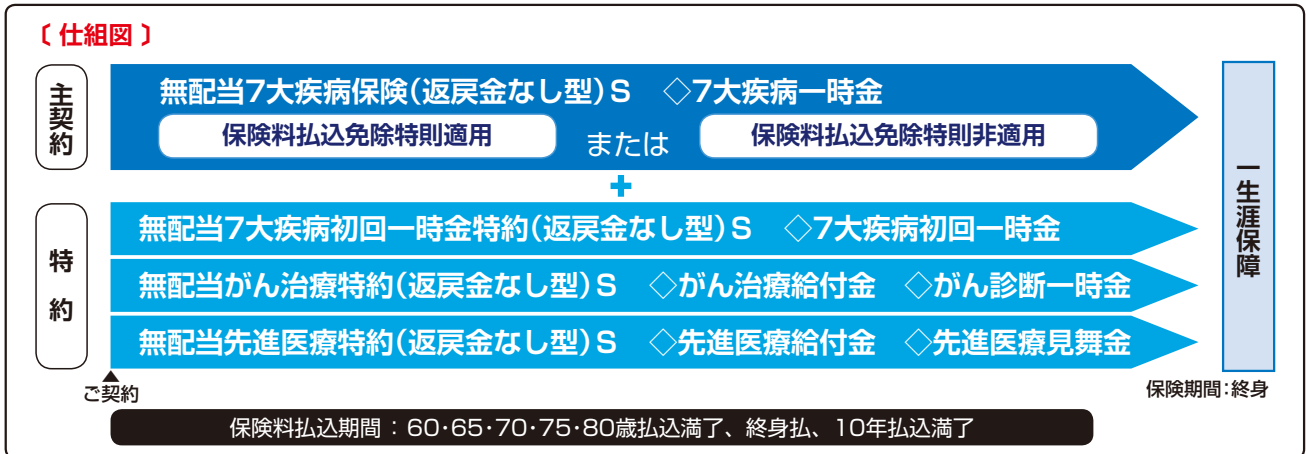 〔 仕組図 〕
主契約
無配当7大疾病保険(返戻金なし型)S ◇7大疾病一時金
保険料払込免除特則適用 または 保険料払込免除特則非適用
+
特約
無配当7大疾病初回一時金特約(返戻金なし型)S ◇7大疾病初回一時金
無配当がん治療特約(返戻金なし型)S ◇がん治療給付金 ◇がん診断一時金
無配当先進医療特約(返戻金なし型)S ◇先進医療給付金 ◇先進医療見舞金
一生涯保障
ご契約
保険期間:終身
保険料払込期間 : 60・65・70・75・80歳払込満了、終身払、10年払込満了